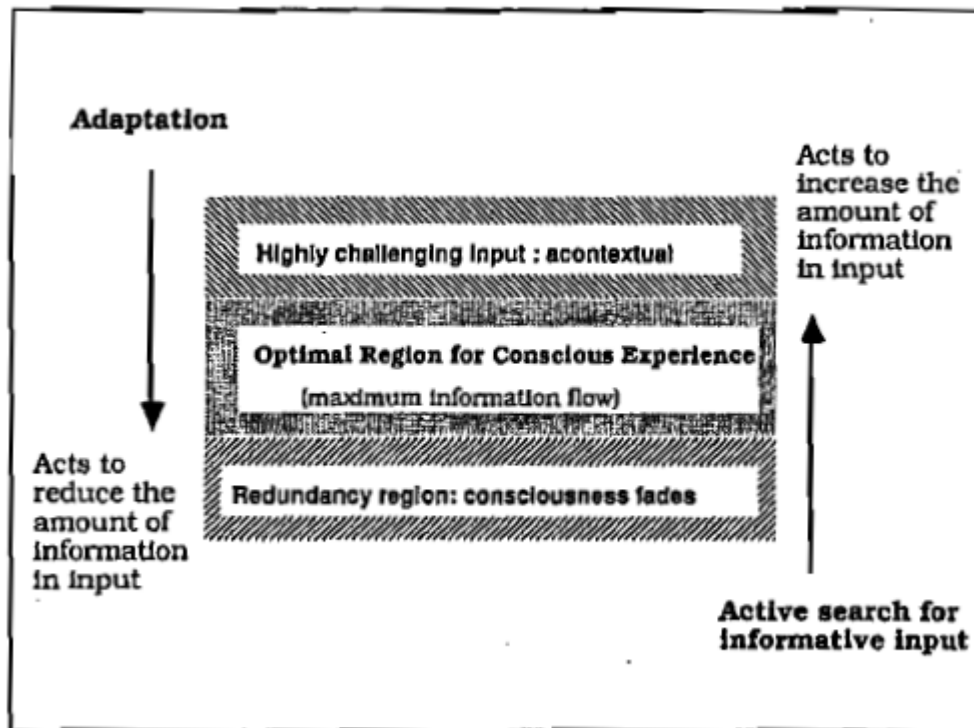 Adaptation
Acts to
increase the
amount of
information
in input
Highly challenging input : acontextual
Optimal Region for Conscious Experience
(maximum information flow)
Redundancy region: consciousness fades
Acts to
reduce the
amount of
information
in input
Active search for
informative input